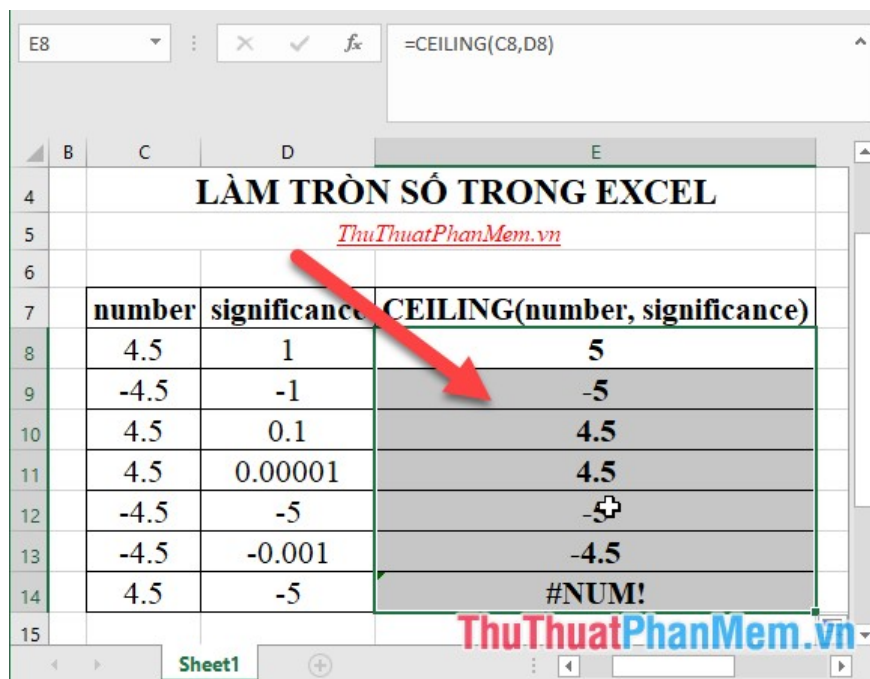 E8 fx =CEILING(C8,D8)
B C D E
4 LÀM TRÒN SỐ TRONG EXCEL
5 ThuThuatPhanMem.vn
6
7 number significance CEILING(number, significance)
8 4.5 1 5
9 -4.5 -1 -5
10 4.5 0.1 4.5
11 4.5 0.00001 4.5
12 -4.5 -5 -5
13 -4.5 -0.001 -4.5
14 4.5 -5 #NUM!
15 ThuThuatPhanMem.vn
Sheet1